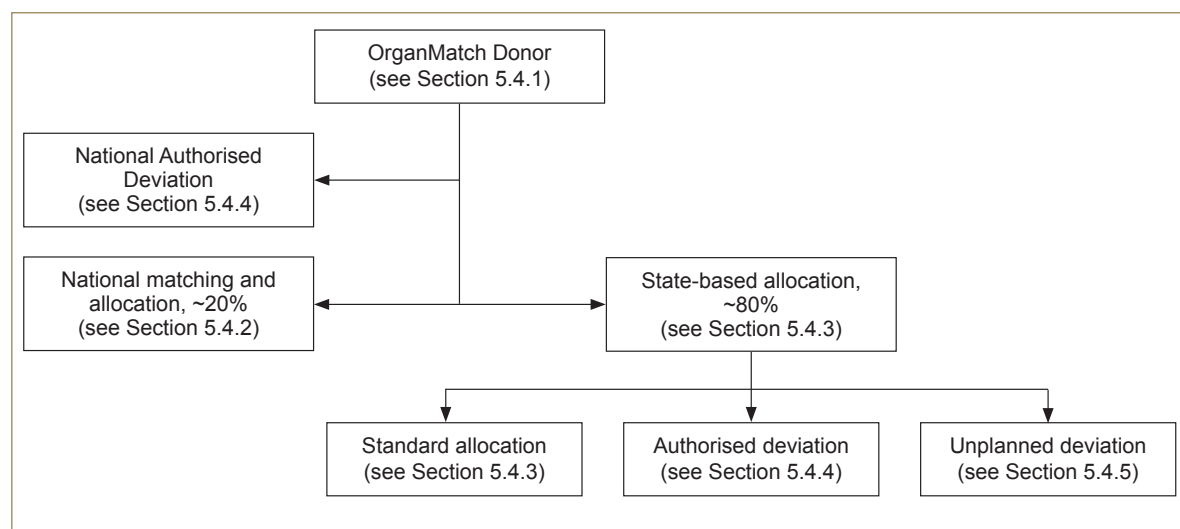 OrganMatch Donor
(see Section 5.4.1)
National Authorised
Deviation
(see Section 5.4.4)
National matching and
allocation, ~20%
(see Section 5.4.2)
State-based allocation,
~80%
(see Section 5.4.3)
Standard allocation
(see Section 5.4.3)
Authorised deviation
(see Section 5.4.4)
Unplanned deviation
(see Section 5.4.5)